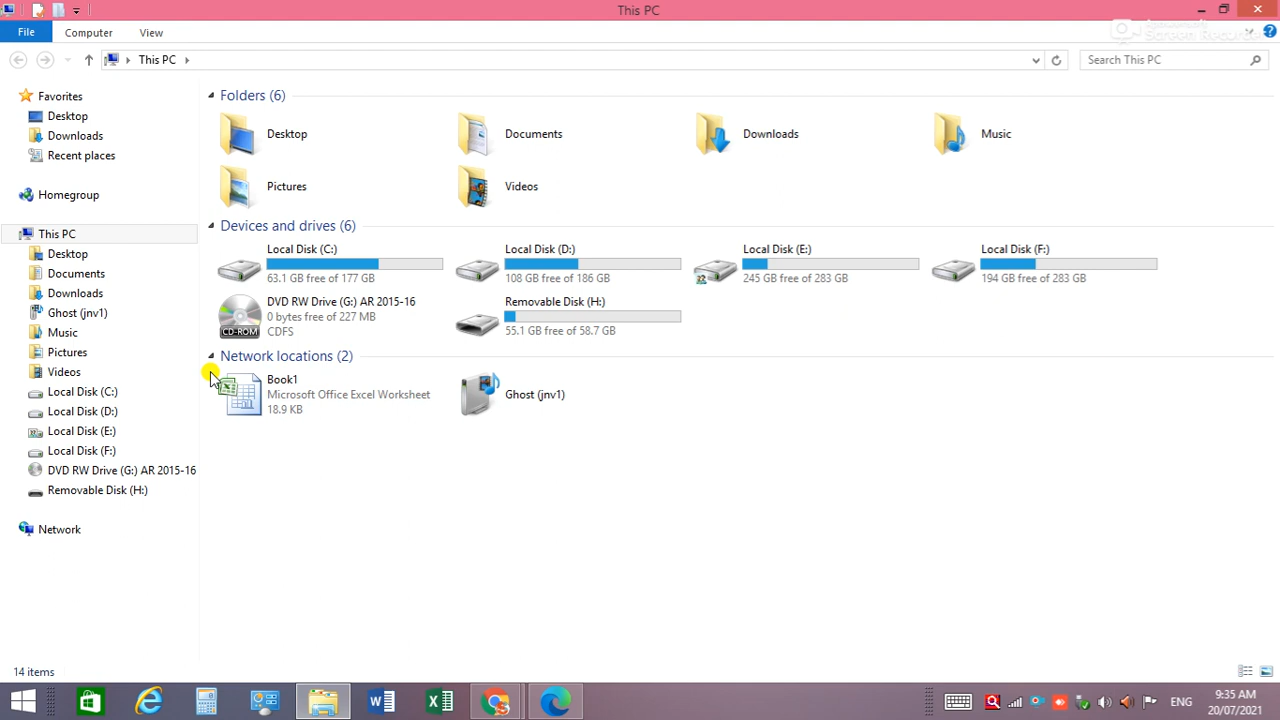 This PC
File
Computer
View
Screen Recorder
This PC
Search This PC
Favorites
Desktop
Downloads
Recent places
Homegroup
This PC
Desktop
Documents
Downloads
Ghost (jnv1)
Music
Pictures
Videos
Local Disk (C:)
Local Disk (D:)
Local Disk (E:)
Local Disk (F:)
DVD RW Drive (G:) AR 2015-16
Removable Disk (H:)
Network
Folders (6)
Desktop
Documents
Downloads
Music
Pictures
Videos
Devices and drives (6)
Local Disk (C:)
63.1 GB free of 177 GB
Local Disk (D:)
108 GB free of 186 GB
Local Disk (E:)
245 GB free of 283 GB
Local Disk (F:)
194 GB free of 283 GB
DVD RW Drive (G:) AR 2015-16
0 bytes free of 227 MB
CDFS
CD-ROM
Removable Disk (H:)
55.1 GB free of 58.7 GB
Network locations (2)
Book1
Microsoft Office Excel Worksheet
18.9 KB
Ghost (jnv1)
14 items
ENG
9:35 AM
20/07/2021